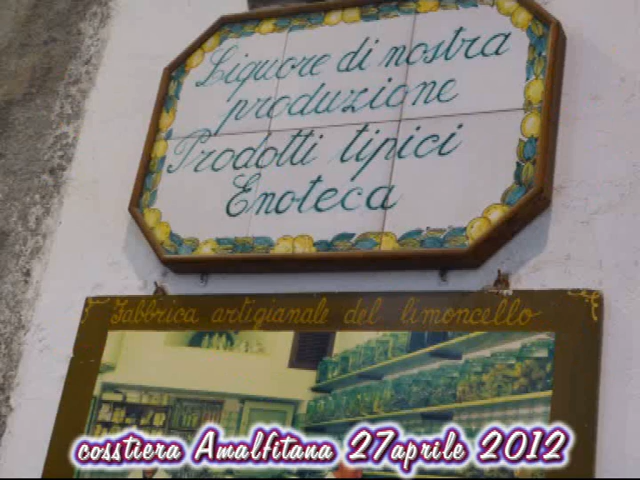 Liquore di nostra
produzione
Prodotti tipici
Enoteca
Fabbrica artigianale del limoncello
cosstiera Amalfitana 27aprile 2012